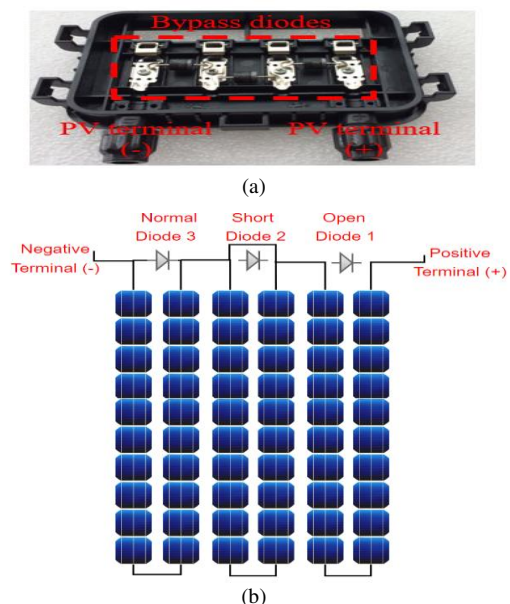 Bypass diodes
PV terminal
(-)
PV terminal
(+)
(a)
Normal
Diode 3
Short
Diode 2
Open
Diode 1
Negative
Terminal (-)
Positive
Terminal (+)
(b)